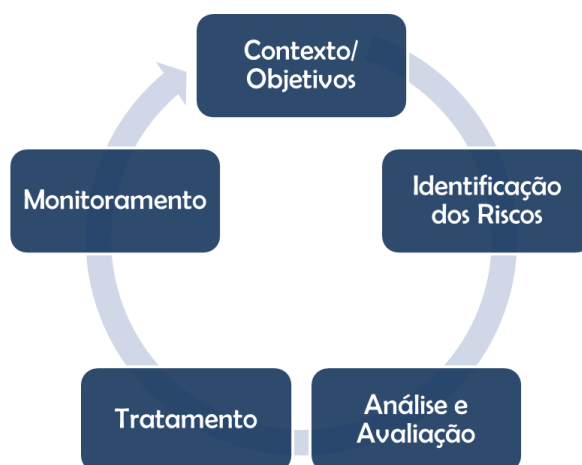 Contexto/
Objetivos
Identificação
dos Riscos
Análise e
Avaliação
Tratamento
Monitoramento